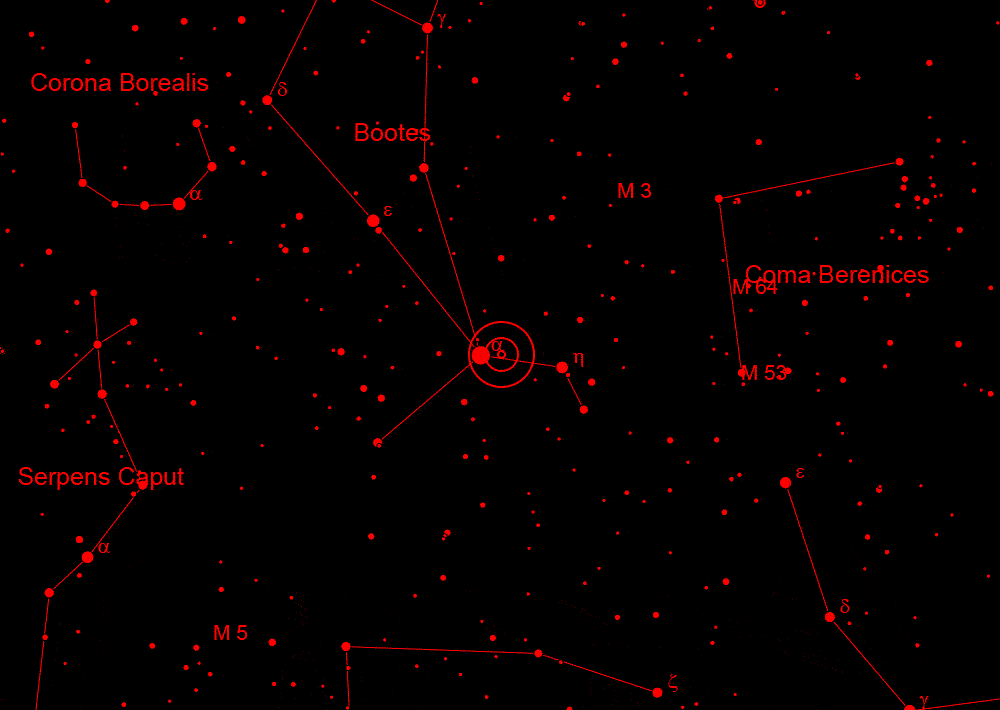 γ
Corona Borealis
δ
Bootes
M 3
α
ε
Coma Berenices
M 64
α
η
M 53
Serpens Caput
ε
α
δ
M 5
ζ
γ